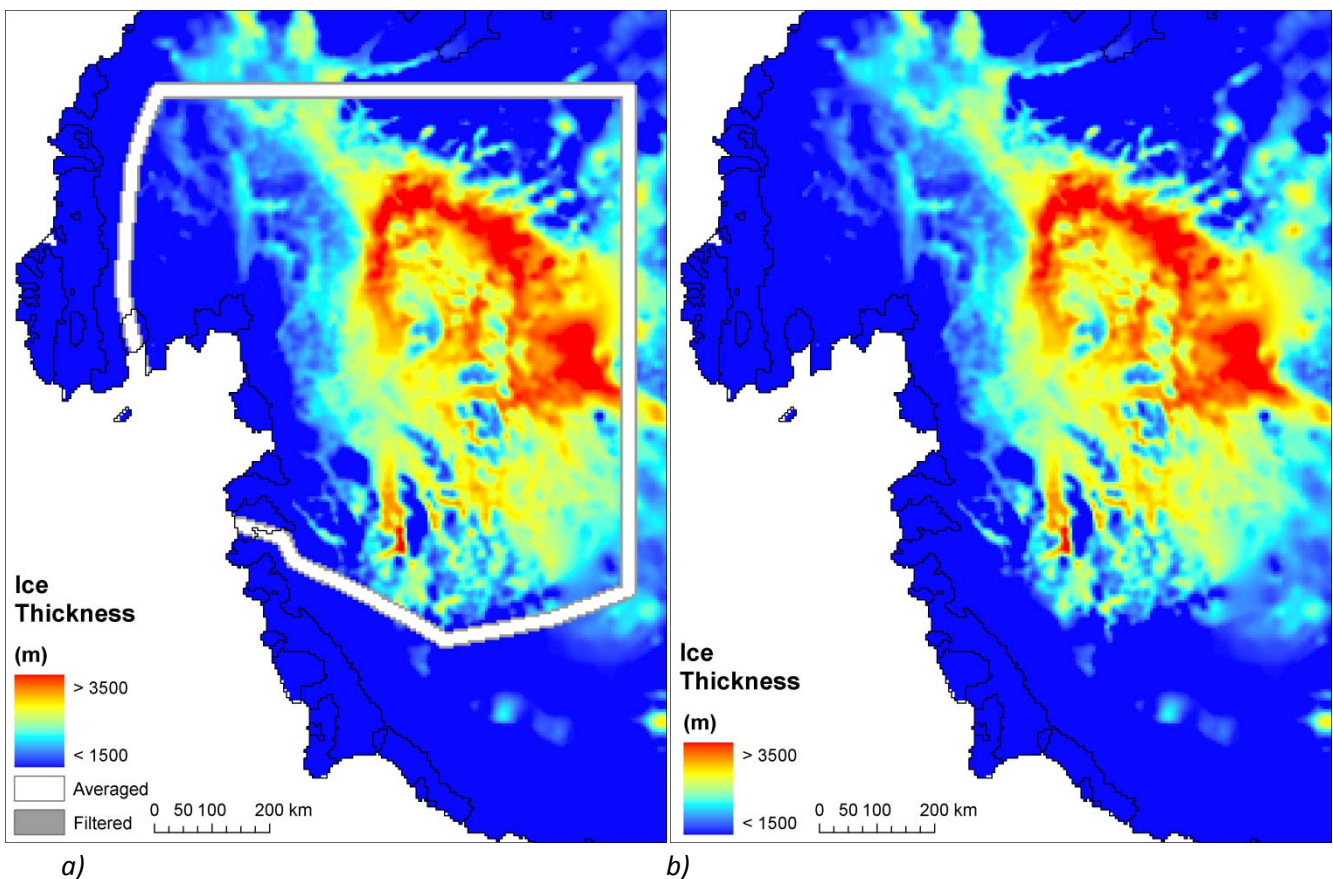 Ice
Thickness
(m)
> 3500
< 1500
Averaged
Filtered
0 50 100 200 km
Ice
Thickness
(m)
> 3500
< 1500
0 50 100 200 km
a)
b)